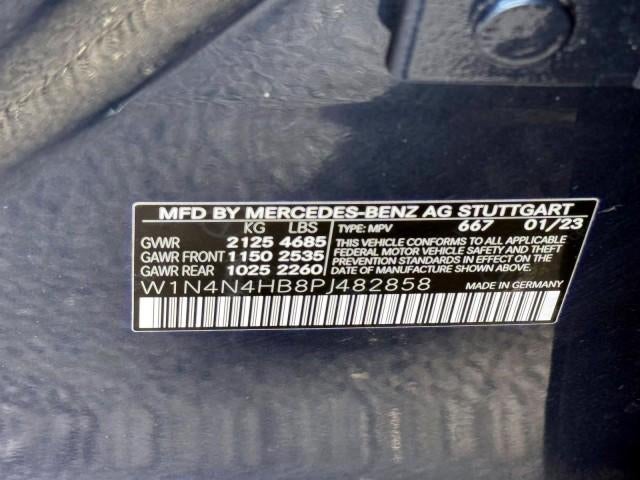 MFD BY MERCEDES-BENZ AG STUTTGART
KG LBS TYPE: MPV 667 01/23
GVWR 2125 4685 THIS VEHICLE CONFORMS TO ALL APPLICABLE
GAWR FRONT 1150 2535 FEDERAL MOTOR VEHICLE SAFETY, BUMPER, AND THEFT
GAWR REAR 1025 2260 PREVENTION STANDARDS IN EFFECT ON THE DATE OF MANUFACTURE SHOWN ABOVE.
W1N4N4HB8PJ482858 MADE IN GERMANY